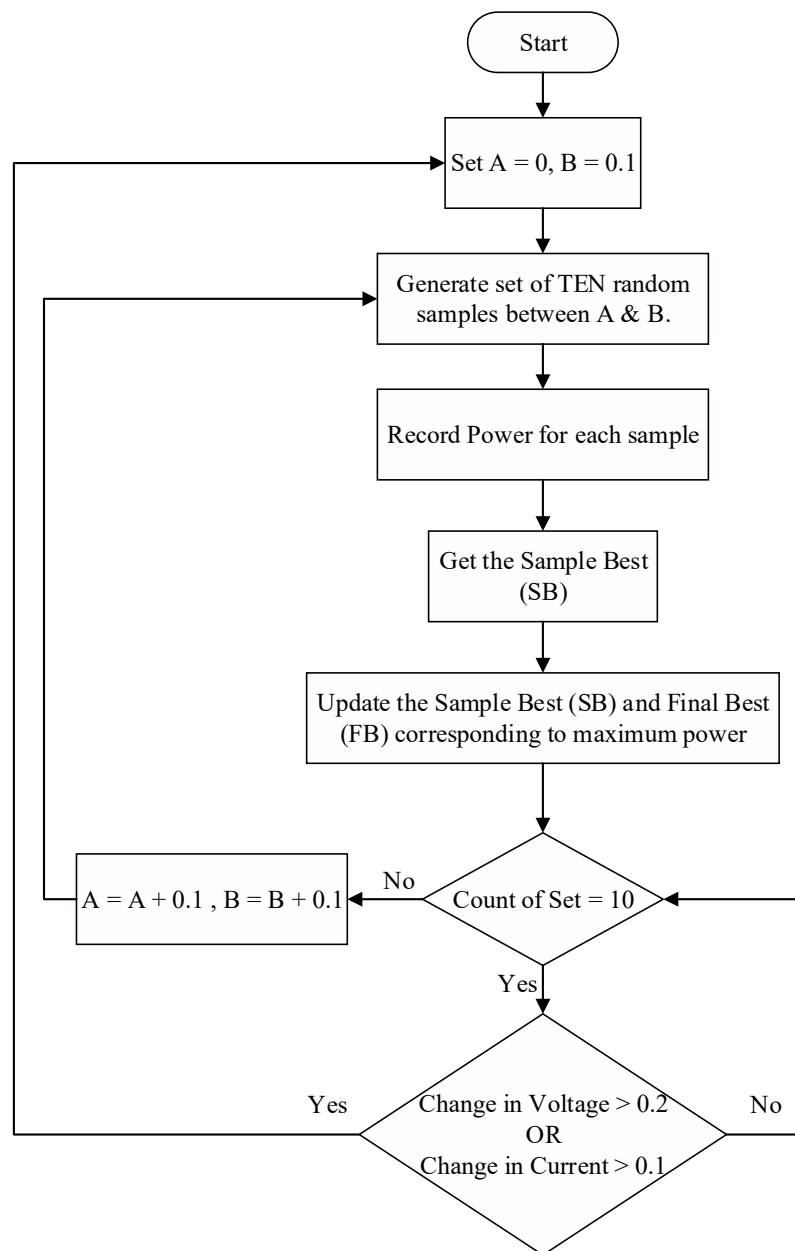 Start
Set A = 0, B = 0.1
Generate set of TEN random
samples between A & B.
Record Power for each sample
Get the Sample Best
(SB)
Update the Sample Best (SB) and Final Best
(FB) corresponding to maximum power
A = A + 0.1 , B = B + 0.1
No
Count of Set = 10
Yes
Yes
Change in Voltage > 0.2
OR
Change in Current > 0.1
No